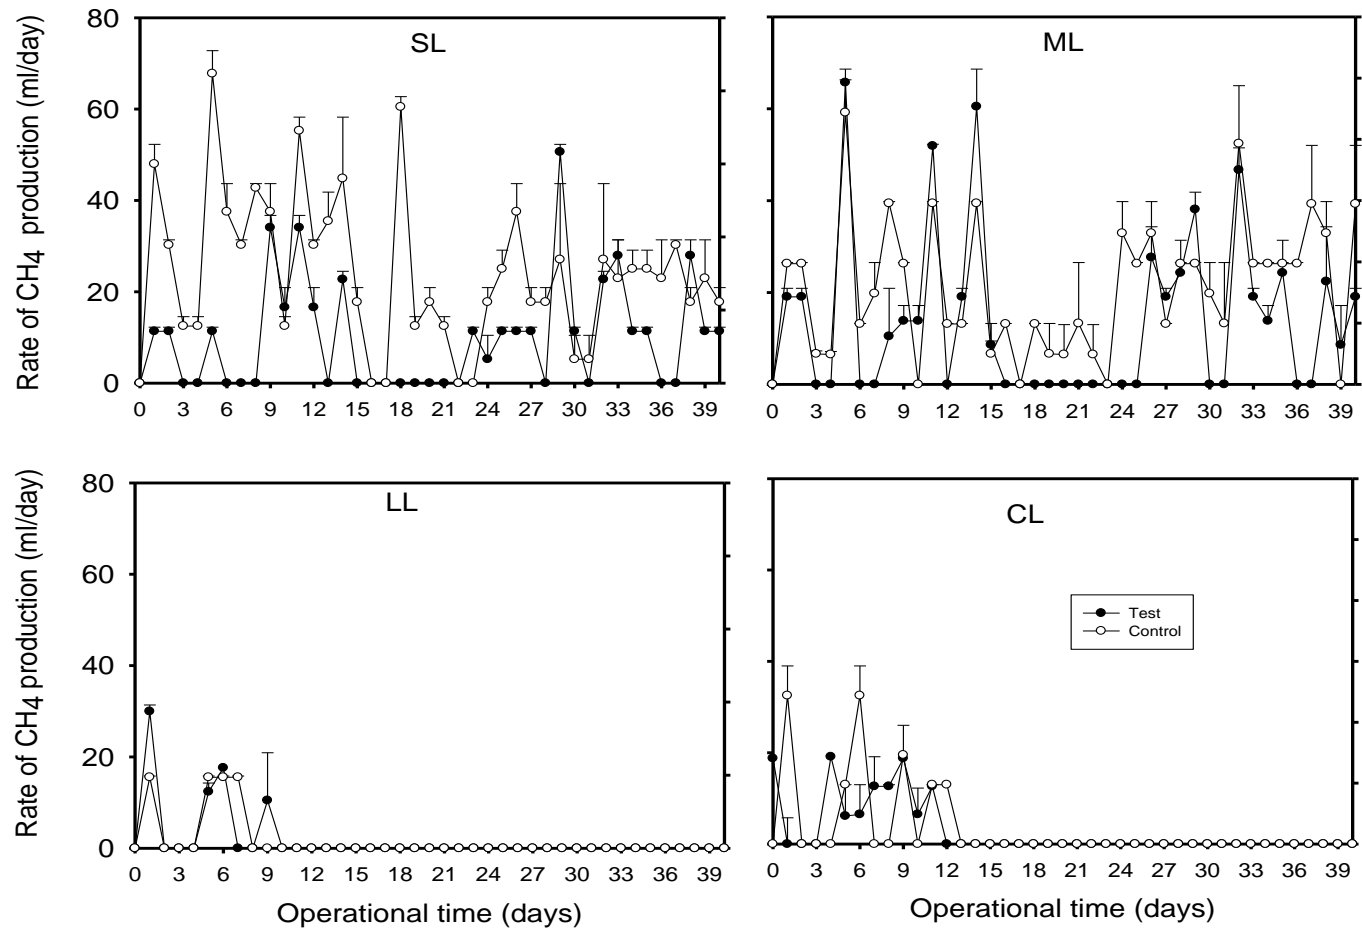 Rate of CH4 production (ml/day)
SL
80
60
40
20
0
0 3 6 9 12 15 18 21 24 27 30 33 36 39
ML
0 3 6 9 12 15 18 21 24 27 30 33 36 39
Rate of CH4 production (ml/day)
LL
80
60
40
20
0
0 3 6 9 12 15 18 21 24 27 30 33 36 39
Operational time (days)
CL
Test
Control
0 3 6 9 12 15 18 21 24 27 30 33 36 39
Operational time (days)